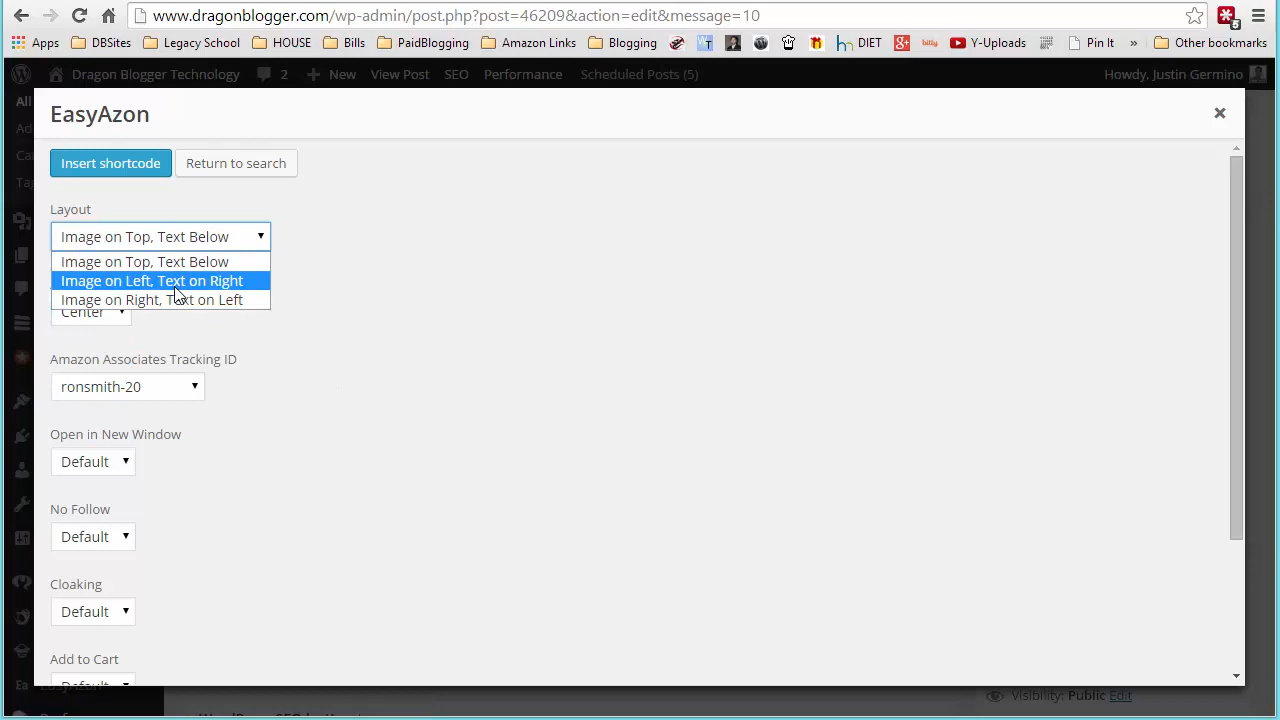 www.dragonblogger.com/wp-admin/post.php?post=46209&action=edit&message=10
5
Apps DBSites Legacy School HOUSE Bills PaidBlogging Amazon Links Blogging DIET bitly Y-Uploads Pin It » Other bookmarks
Dragon Blogger Technology 2 New View Post SEO Performance Scheduled Posts (5) Howdy, Justin Germino
All
EasyAzon
Insert shortcode Return to search
Layout
Image on Top, Text Below
Image on Top, Text Below
Image on Left, Text on Right
Image on Right, Text on Left
Center
Amazon Associates Tracking ID
ronsmith-20
Open in New Window
Default
No Follow
Default
Cloaking
Default
Add to Cart
Default
EasyAzon
Visibility: Public Edit